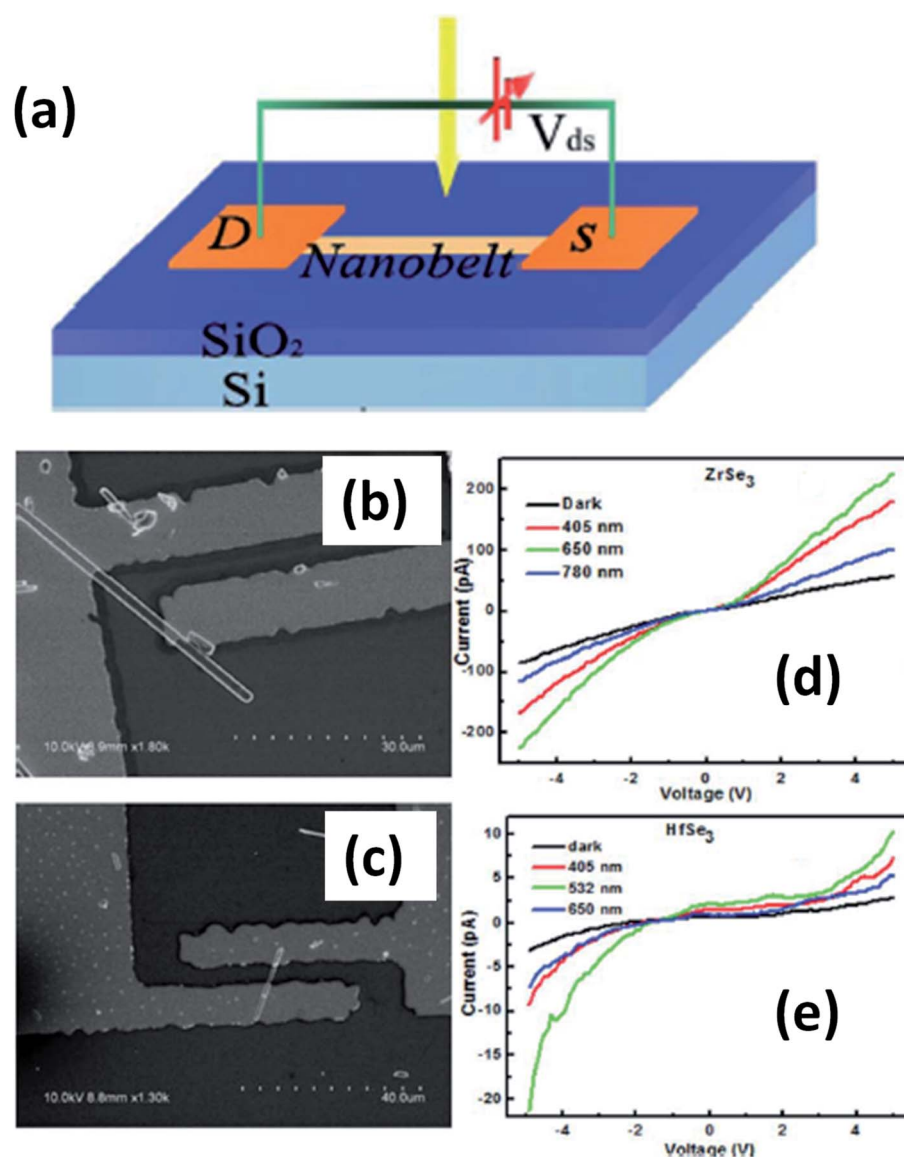 (a)
V_ds
D
S
Nanobelt
SiO₂
Si
(b)
10.0kV 8.9mm x1.80k
30.0um
(c)
10.0kV 8.8mm x1.30k
40.0um
ZrSe₃
Dark
405 nm
650 nm
780 nm
200
100
0
-100
-200
Current (pA)
(d)
-4 -2 0 2 4
Voltage (V)
HfSe₃
dark
405 nm
532 nm
650 nm
10
5
0
-5
-10
-15
-20
Current (pA)
(e)
-4 -2 0 2 4
Voltage (V)